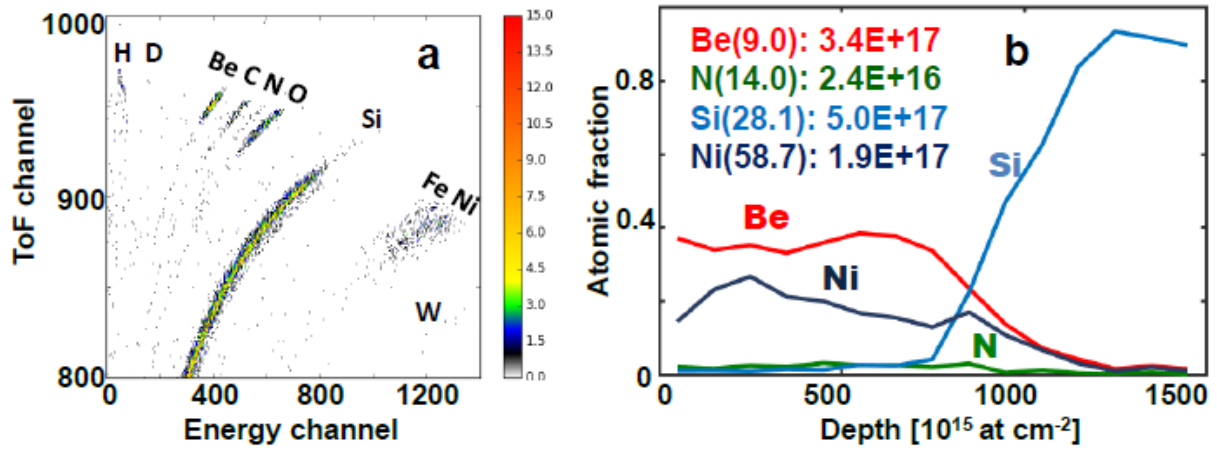 a
1000
900
800
ToF channel
H D
Be C N O
Si
Fe Ni
W
0 400 800 1200
Energy channel
15.0
13.5
12.0
10.5
9.0
7.5
6.0
4.5
3.0
1.5
0.0
b
Be(9.0): 3.4E+17
N(14.0): 2.4E+16
Si(28.1): 5.0E+17
Ni(58.7): 1.9E+17
Si
Be
Ni
N
0.8
0.4
0
Atomic fraction
0 500 1000 1500
Depth [10¹⁵ at cm⁻²]